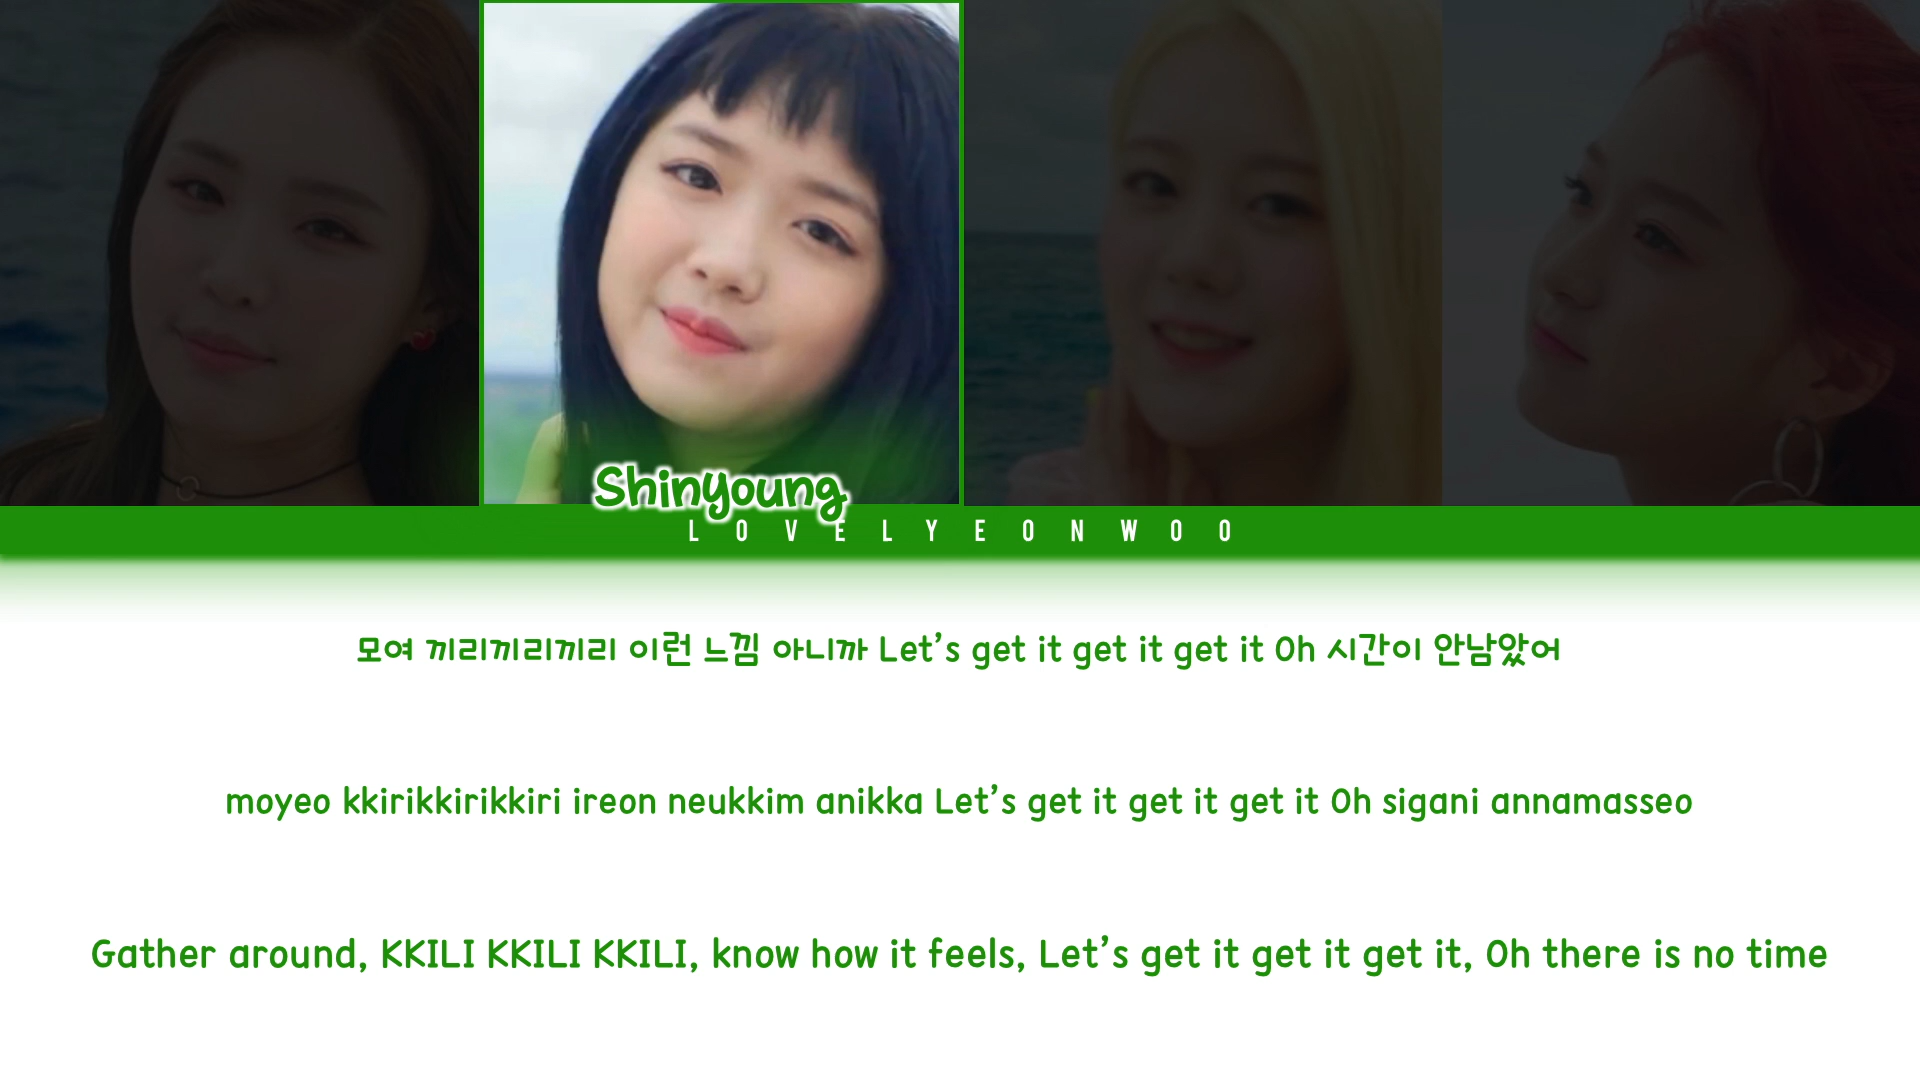 Shinyoung
LOVELYEONWOO
모여 끼리끼리끼리 이런 느낌 아니까 Let’s get it get it get it Oh 시간이 안남았어
moyeo kkirikkirikkiri ireon neukkim anikka Let’s get it get it get it Oh sigani annamasseo
Gather around, KKILI KKILI KKILI, know how it feels, Let’s get it get it get it, Oh there is no time